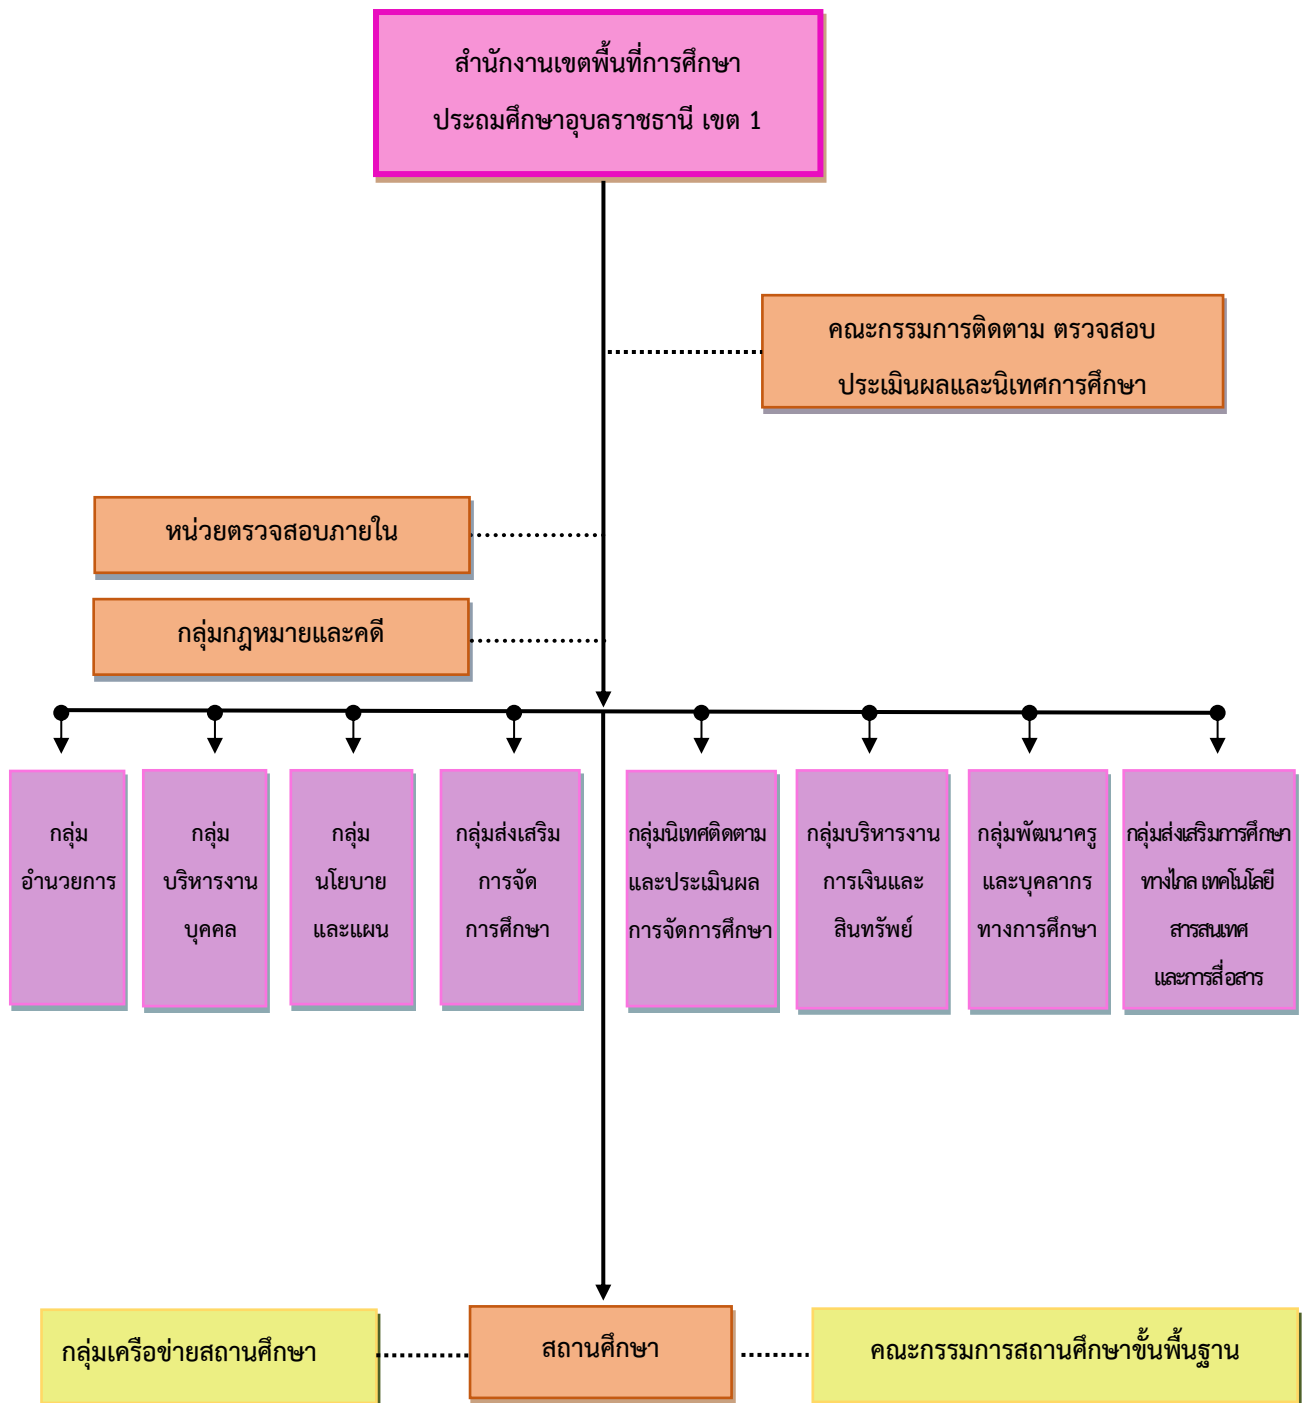 สำนักงานเขตพื้นที่การศึกษา
ประถมศึกษาอุบลราชธานี เขต 1
คณะกรรมการติดตาม ตรวจสอบ
ประเมินผลและนิเทศการศึกษา
หน่วยตรวจสอบภายใน
กลุ่มกฎหมายและคดี
กลุ่ม
อำนวยการ
กลุ่ม
บริหารงาน
บุคคล
กลุ่ม
นโยบาย
และแผน
กลุ่มส่งเสริม
การจัด
การศึกษา
กลุ่มนิเทศติดตาม
และประเมินผล
การจัดการศึกษา
กลุ่มบริหารงาน
การเงินและ
สินทรัพย์
กลุ่มพัฒนาครู
และบุคลากร
ทางการศึกษา
กลุ่มส่งเสริมการศึกษา
ทางไกล เทคโนโลยี
สารสนเทศ
และการสื่อสาร
กลุ่มเครือข่ายสถานศึกษา
สถานศึกษา
คณะกรรมการสถานศึกษาขั้นพื้นฐาน